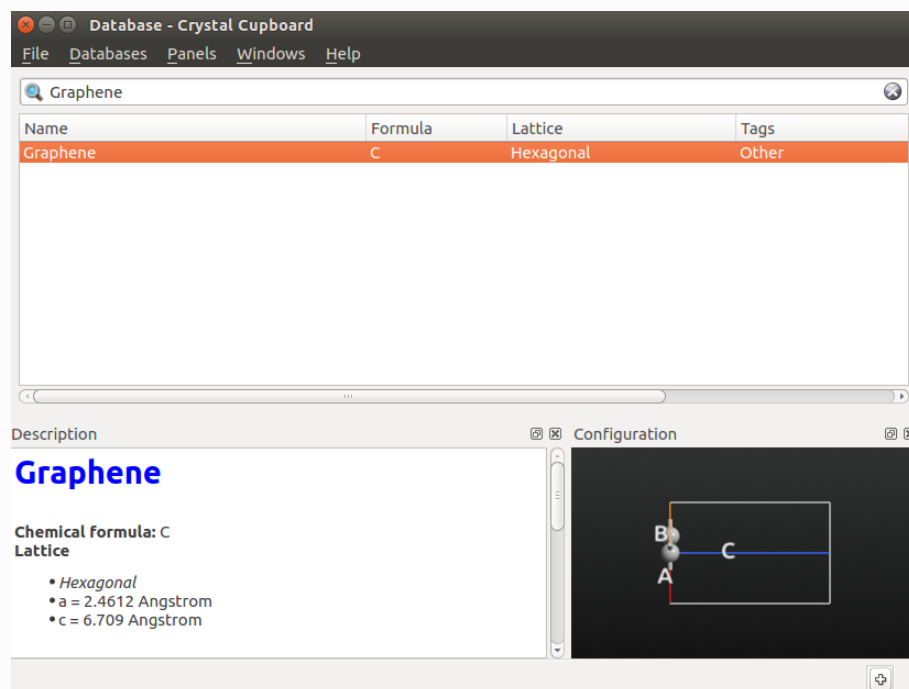 Database - Crystal Cupboard
File Databases Panels Windows Help
Graphene
Name Formula Lattice Tags
Graphene C Hexagonal Other
Description
Configuration
Graphene
Chemical formula: C
Lattice
• Hexagonal
• a = 2.4612 Angstrom
• c = 6.709 Angstrom
B
C
A